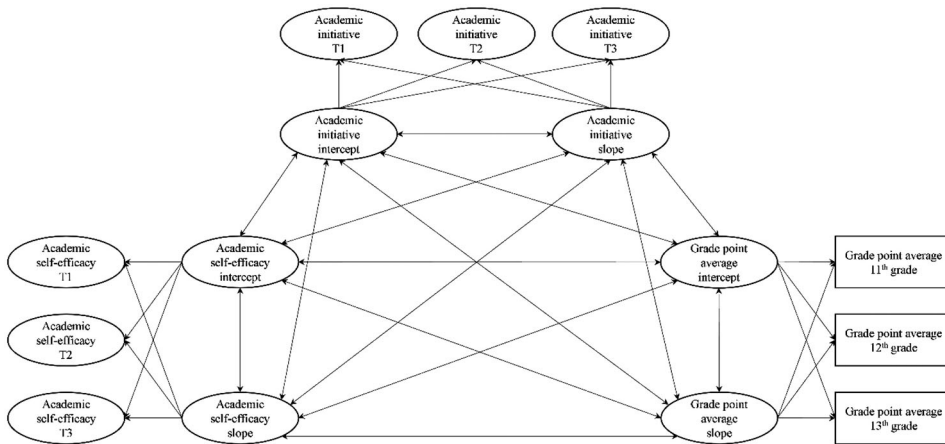 Academic
initiative
T1
Academic
initiative
T2
Academic
initiative
T3
Academic
initiative
intercept
Academic
initiative
slope
Academic
self-efficacy
T1
Academic
self-efficacy
intercept
Grade point
average
intercept
Grade point average
11th grade
Academic
self-efficacy
T2
Grade point average
12th grade
Academic
self-efficacy
T3
Academic
self-efficacy
slope
Grade point
average
slope
Grade point average
13th grade